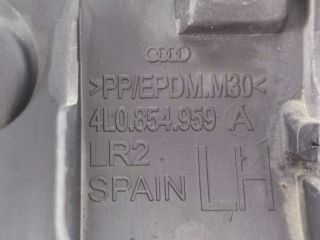 >PP/EPDM.M30<
4L0.854.959 A
LR2
SPAIN LH